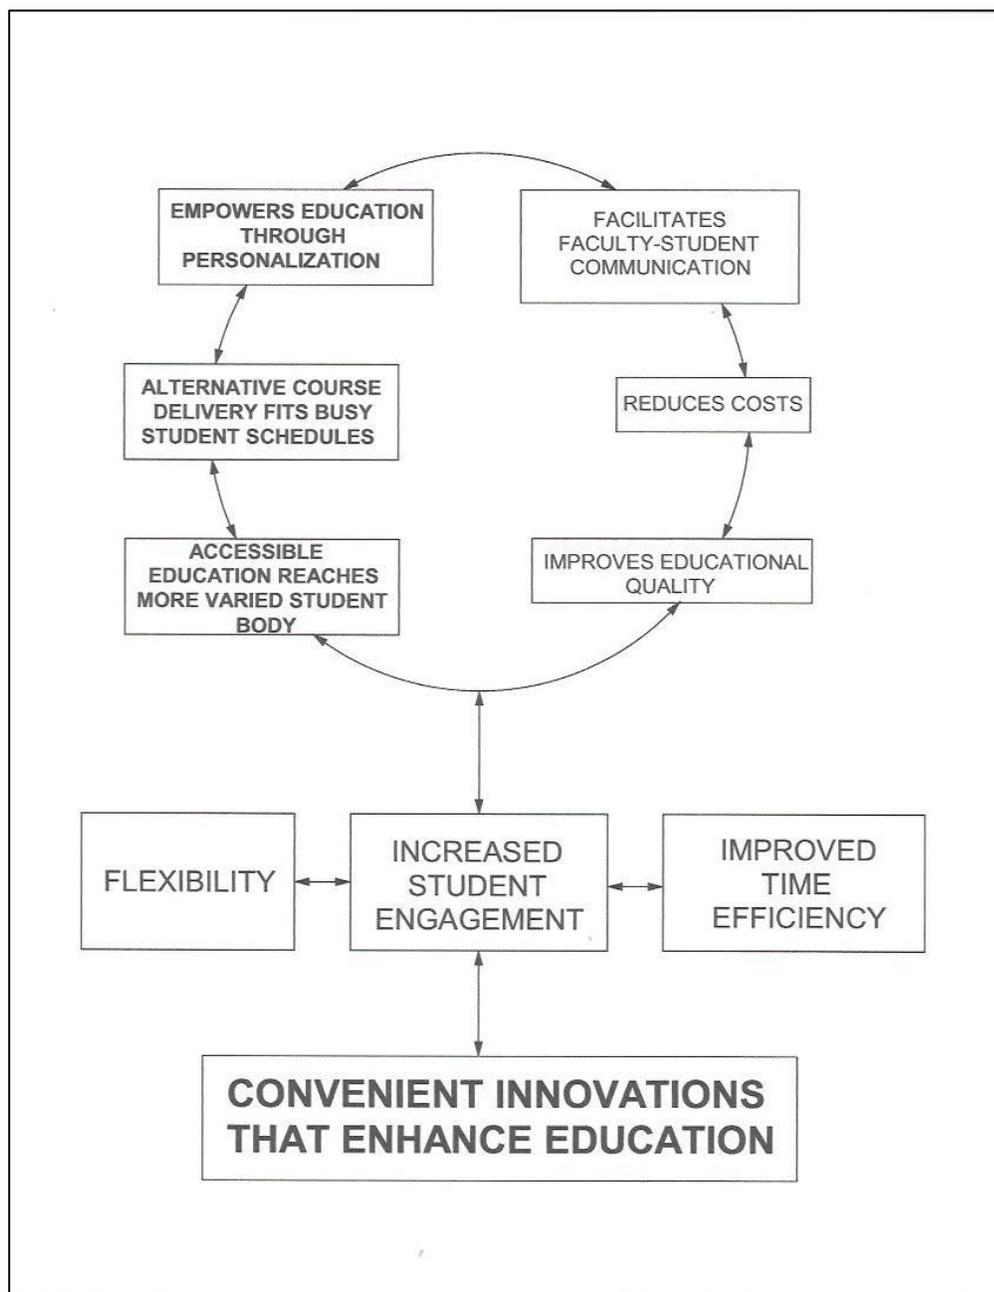 EMPOWERS EDUCATION
THROUGH
PERSONALIZATION
FACILITATES
FACULTY-STUDENT
COMMUNICATION
ALTERNATIVE COURSE
DELIVERY FITS BUSY
STUDENT SCHEDULES
REDUCES COSTS
ACCESSIBLE
EDUCATION REACHES
MORE VARIED STUDENT
BODY
IMPROVES EDUCATIONAL
QUALITY
FLEXIBILITY
INCREASED
STUDENT
ENGAGEMENT
IMPROVED
TIME
EFFICIENCY
CONVENIENT INNOVATIONS
THAT ENHANCE EDUCATION